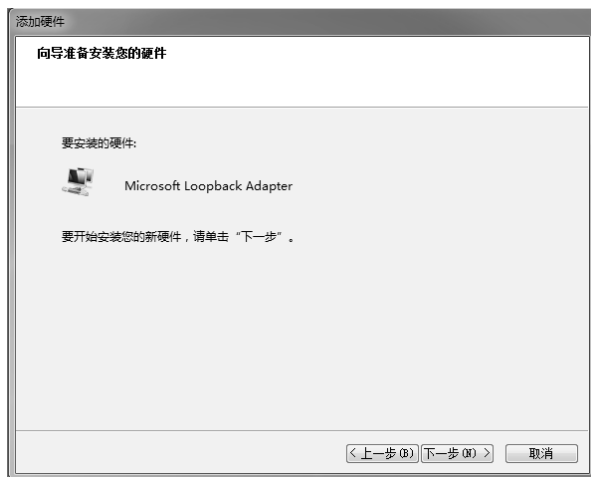 添加硬件
向导准备安装您的硬件
要安装的硬件:
Microsoft Loopback Adapter
要开始安装您的新硬件，请单击“下一步”。
<上一步(B) 下一步(N)> 取消